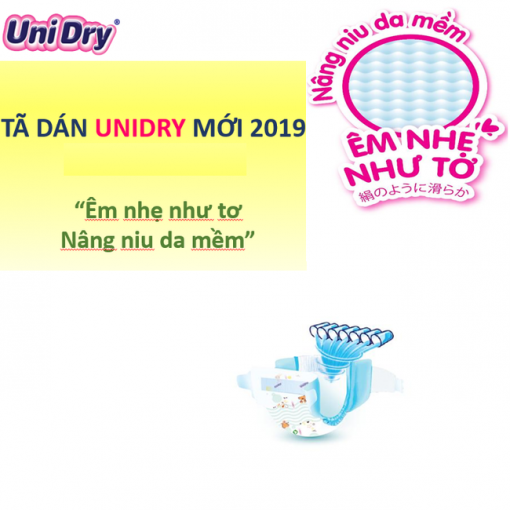 UniDry®
Nâng niu da mềm
ÊM NHẸ
NHƯ TƠ
絹のように滑らか
TÃ DÁN UNIDRY MỚI 2019
“Êm nhẹ như tơ
Nâng niu da mềm”